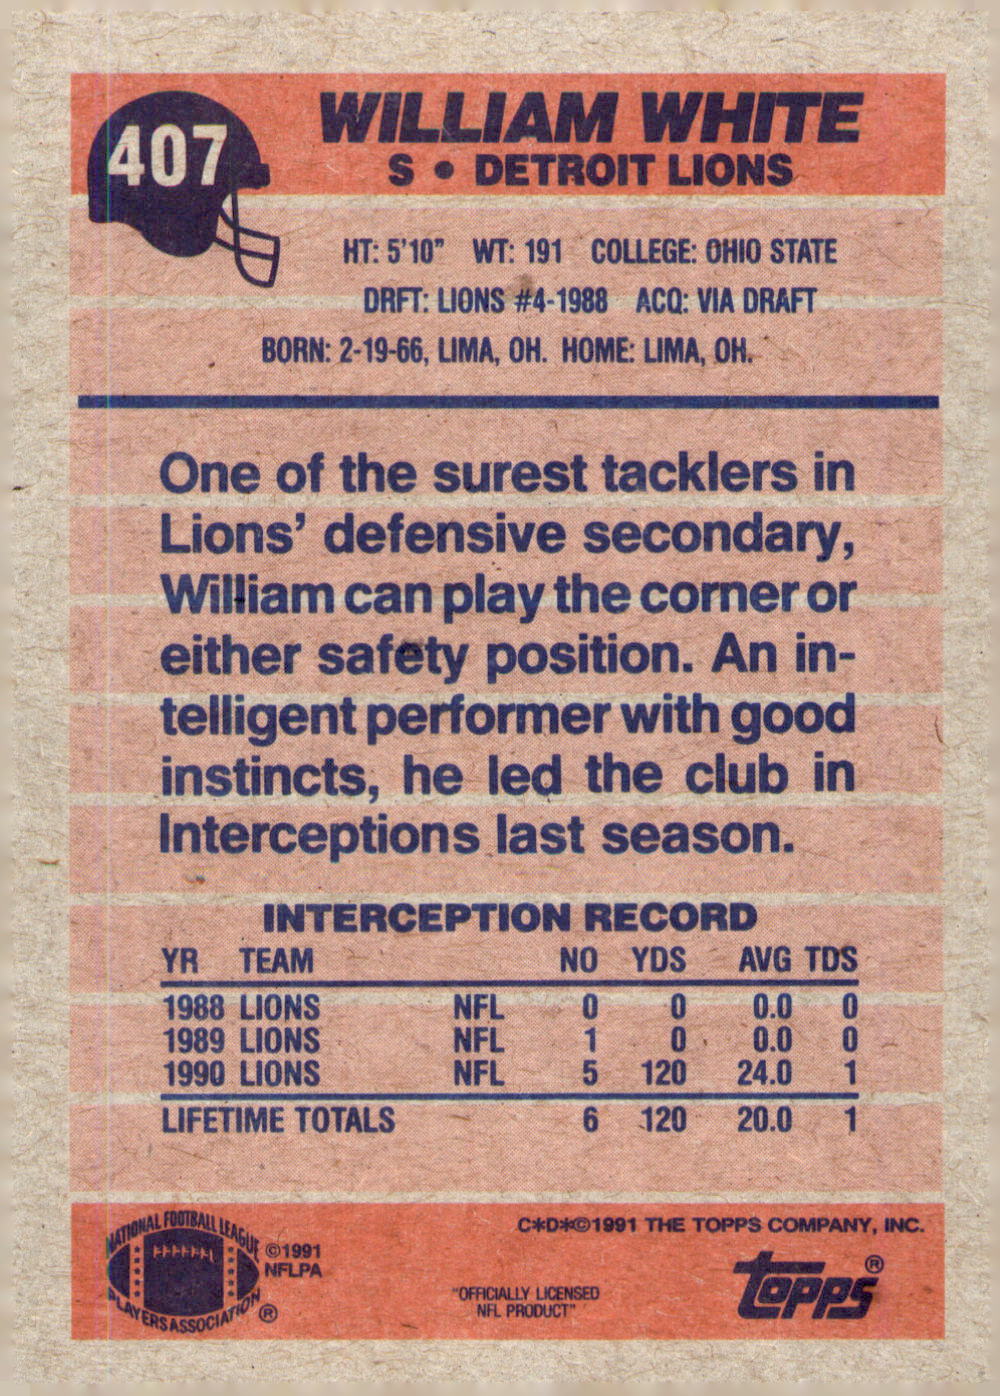 407
WILLIAM WHITE
S • DETROIT LIONS
HT: 5'10" WT: 191 COLLEGE: OHIO STATE
DRFT: LIONS #4-1988 ACQ: VIA DRAFT
BORN: 2-19-66, LIMA, OH. HOME: LIMA, OH.
One of the surest tacklers in
Lions' defensive secondary,
William can play the corner or
either safety position. An in-
telligent performer with good
instincts, he led the club in
Interceptions last season.
INTERCEPTION RECORD
YR TEAM NO YDS AVG TDS
1988 LIONS NFL 0 0 0.0 0
1989 LIONS NFL 1 0 0.0 0
1990 LIONS NFL 5 120 24.0 1
LIFETIME TOTALS 6 120 20.0 1
NATIONAL FOOTBALL LEAGUE
PLAYERS ASSOCIATION ®
©1991
NFLPA
"OFFICIALLY LICENSED
NFL PRODUCT"
C*D*©1991 THE TOPPS COMPANY, INC.
topps®